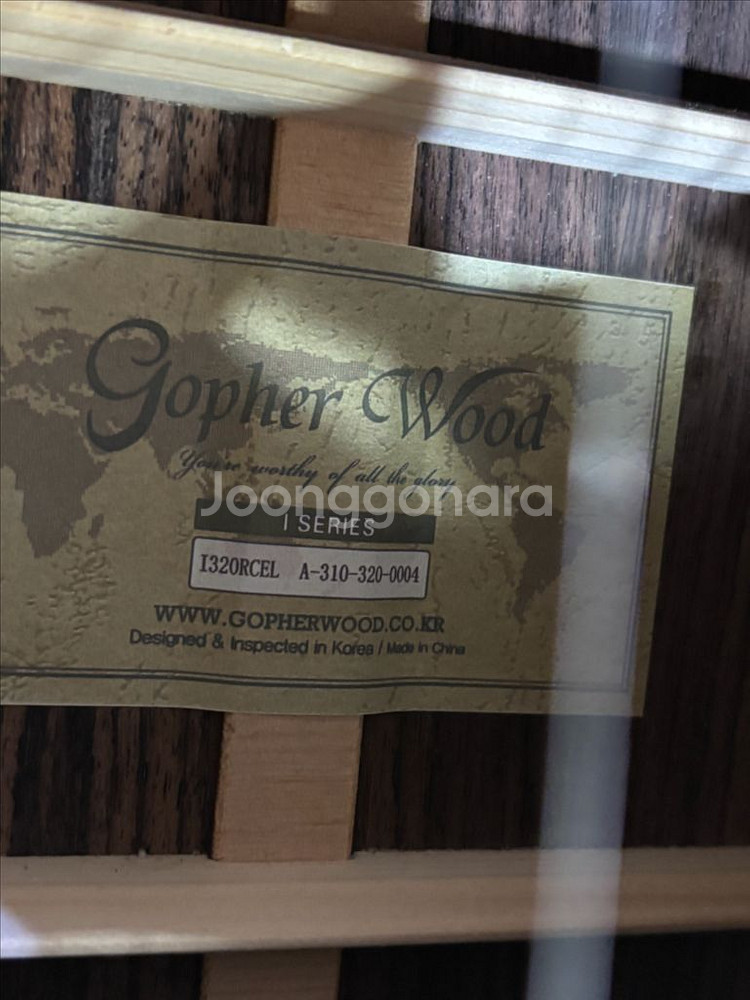 Gopher Wood
You're worthy of all the glory
Joonggonara
I SERIES
I320RCEL A-310-320-0004
WWW.GOPHERWOOD.CO.KR
Designed & Inspected in Korea / Made in China